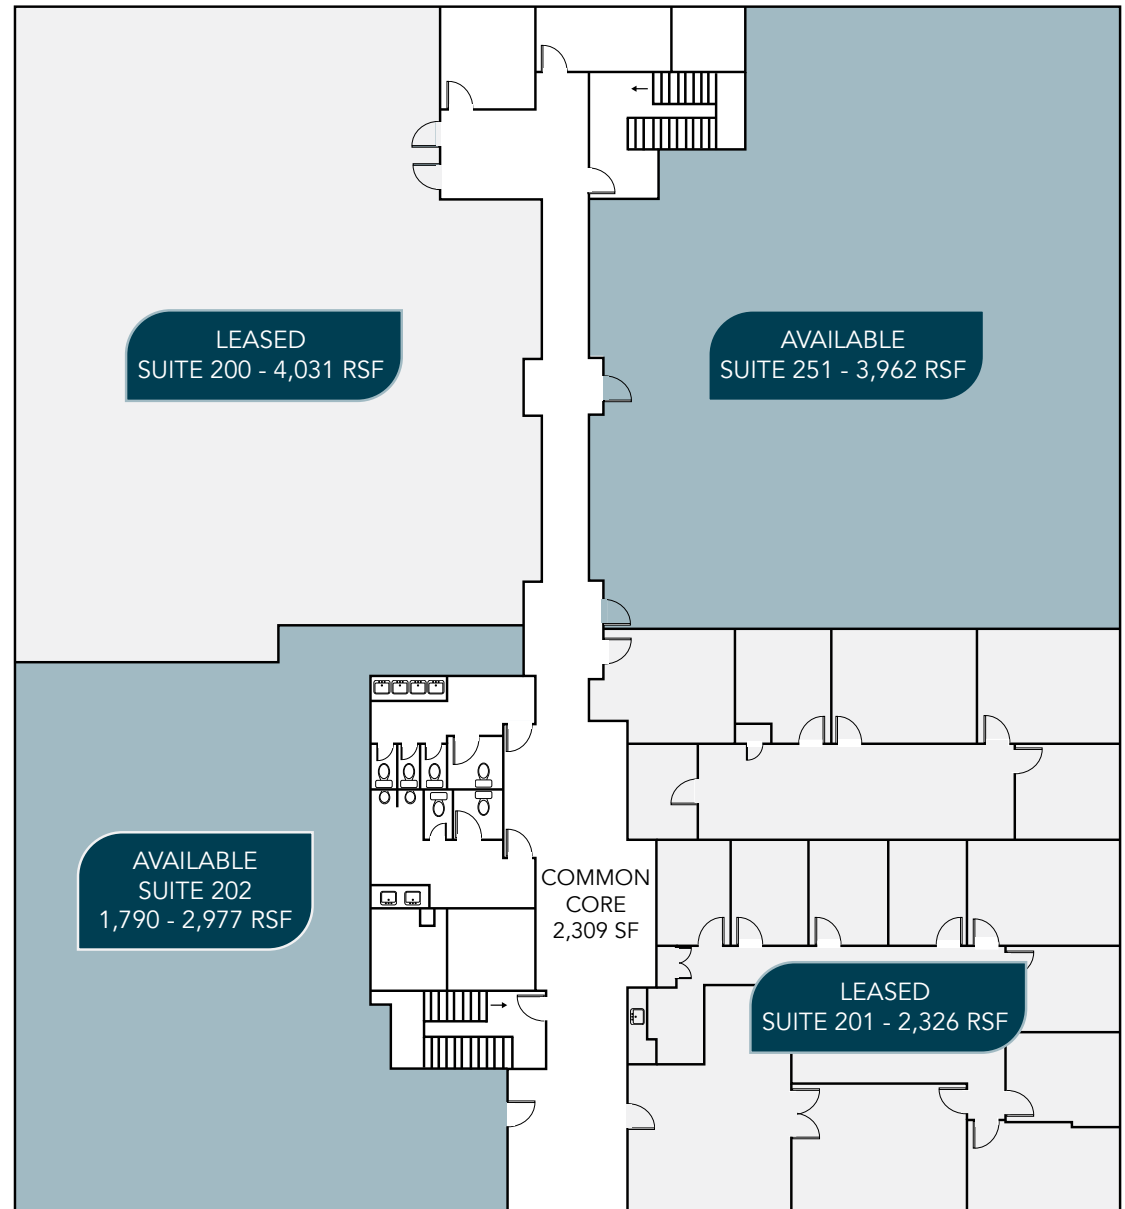 LEASED
SUITE 200 - 4,031 RSF
AVAILABLE
SUITE 251 - 3,962 RSF
AVAILABLE
SUITE 202
1,790 - 2,977 RSF
COMMON
CORE
2,309 SF
LEASED
SUITE 201 - 2,326 RSF